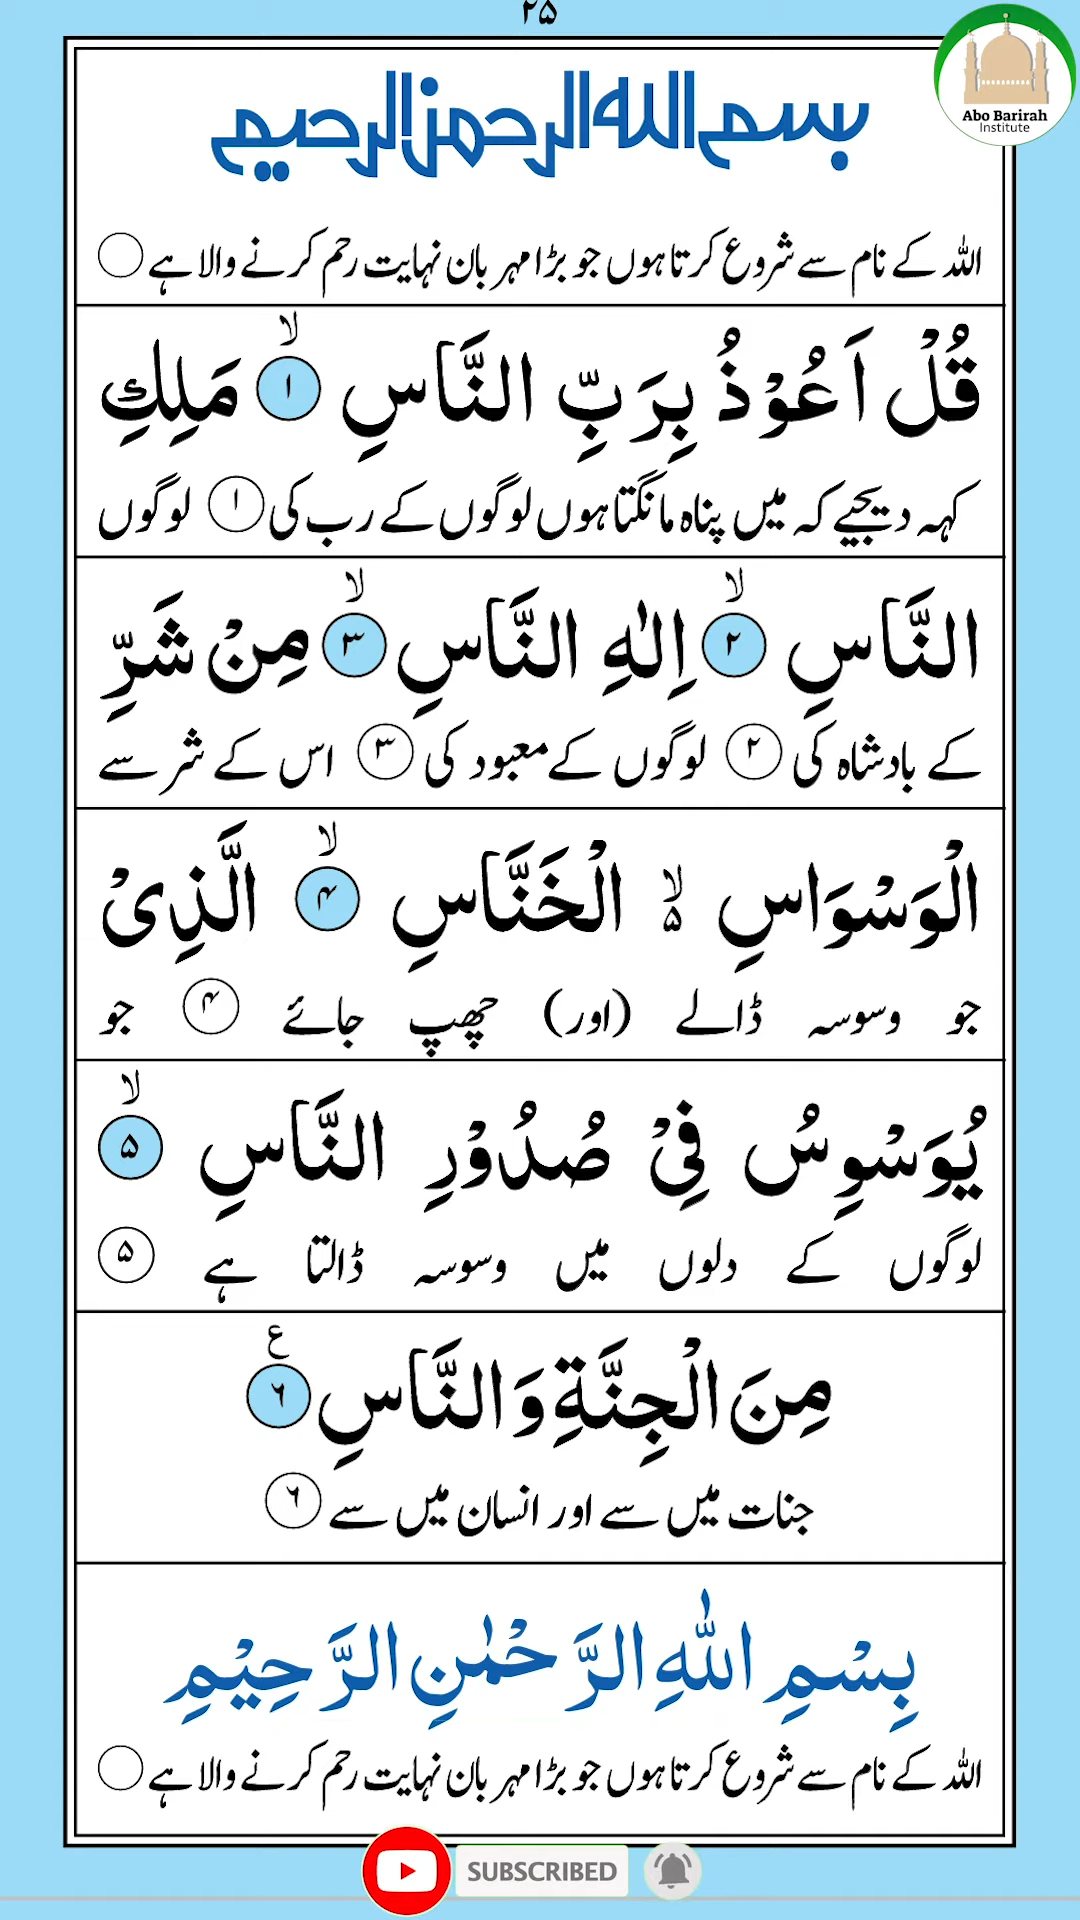 ۲۵
Abo Barirah
Institute
بسم الله الرحمن الرحيم
اللہ کے نام سے شروع کرتا ہوں جو بڑا مہربان نہایت رحم کرنے والا ہے ○
قُلْ اَعُوْذُ بِرَبِّ النَّاسِ ۙ﴿۱﴾ مَلِكِ
کہہ دیجیے کہ میں پناہ مانگتا ہوں لوگوں کے رب کی ﴿۱﴾ لوگوں
النَّاسِ ۙ﴿۲﴾ اِلٰهِ النَّاسِ ۙ﴿۳﴾ مِنْ شَرِّ
کے بادشاہ کی ﴿۲﴾ لوگوں کے معبود کی ﴿۳﴾ اس کے شر سے
الْوَسْوَاسِ ۙ۵ الْخَنَّاسِ ۙ﴿۴﴾ الَّذِیْ
جو وسوسہ ڈالے (اور) چھپ جائے ﴿۴﴾ جو
یُوَسْوِسُ فِیْ صُدُوْرِ النَّاسِ ۙ﴿۵﴾
لوگوں کے دلوں میں وسوسہ ڈالتا ہے ﴿۵﴾
مِنَ الْجِنَّةِ وَ النَّاسِ ﴿۶﴾ ع
جنات میں سے اور انسان میں سے ﴿۶﴾
بِسْمِ اللّٰهِ الرَّحْمٰنِ الرَّحِیْمِ
اللہ کے نام سے شروع کرتا ہوں جو بڑا مہربان نہایت رحم کرنے والا ہے ○
SUBSCRIBED